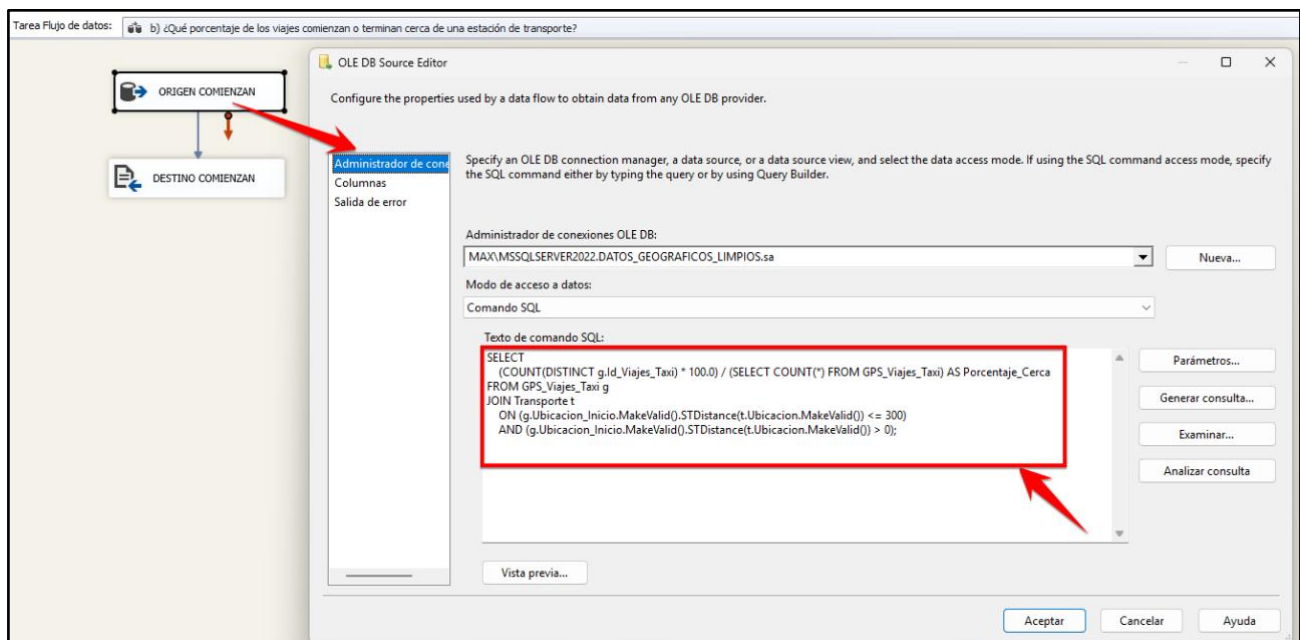 Tarea Flujo de datos: b) ¿Qué porcentaje de los viajes comienzan o terminan cerca de una estación de transporte?
ORIGEN COMIENZAN
DESTINO COMIENZAN
OLE DB Source Editor
Configure the properties used by a data flow to obtain data from any OLE DB provider.
Administrador de cone
Columnas
Salida de error
Specify an OLE DB connection manager, a data source, or a data source view, and select the data access mode. If using the SQL command access mode, specify
the SQL command either by typing the query or by using Query Builder.
Administrador de conexiones OLE DB:
MAX\MSSQLSERVER2022.DATOS_GEOGRAFICOS_LIMPIOS.sa
Nueva...
Modo de acceso a datos:
Comando SQL
Texto de comando SQL:
SELECT
(COUNT(DISTINCT g.Id_Viajes_Taxi) * 100.0) / (SELECT COUNT(*) FROM GPS_Viajes_Taxi) AS Porcentaje_Cerca
FROM GPS_Viajes_Taxi g
JOIN Transporte t
ON (g.Ubicacion_Inicio.MakeValid().STDistance(t.Ubicacion.MakeValid()) <= 300)
AND (g.Ubicacion_Inicio.MakeValid().STDistance(t.Ubicacion.MakeValid()) > 0);
Parámetros...
Generar consulta...
Examinar...
Analizar consulta
Vista previa...
Aceptar
Cancelar
Ayuda